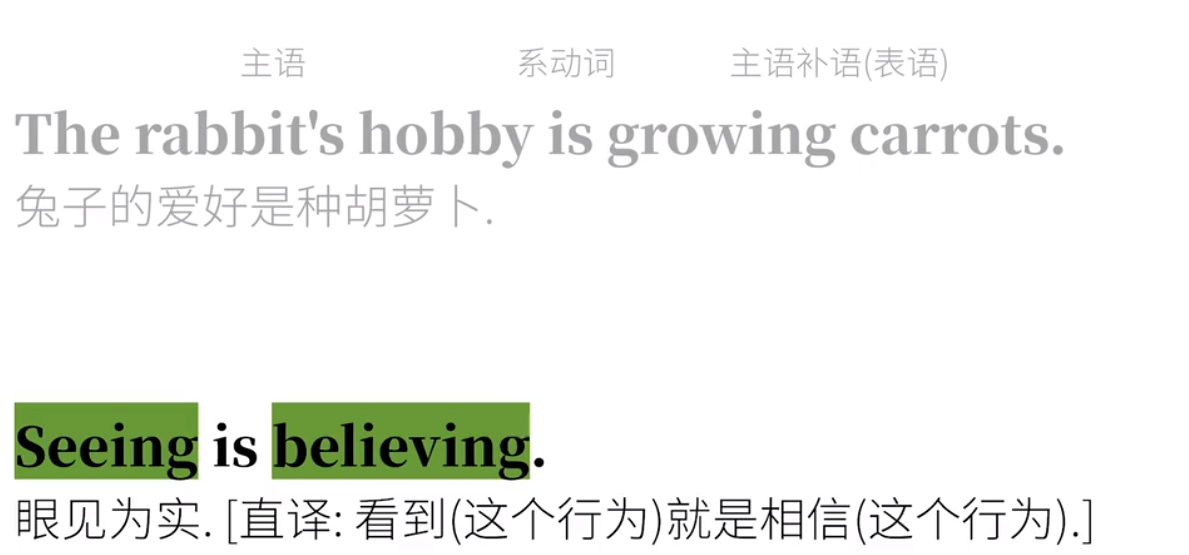 主语 系动词 主语补语(表语)
The rabbit's hobby is growing carrots.
兔子的爱好是种胡萝卜.
Seeing is believing.
眼见为实. [直译: 看到(这个行为)就是相信(这个行为).]